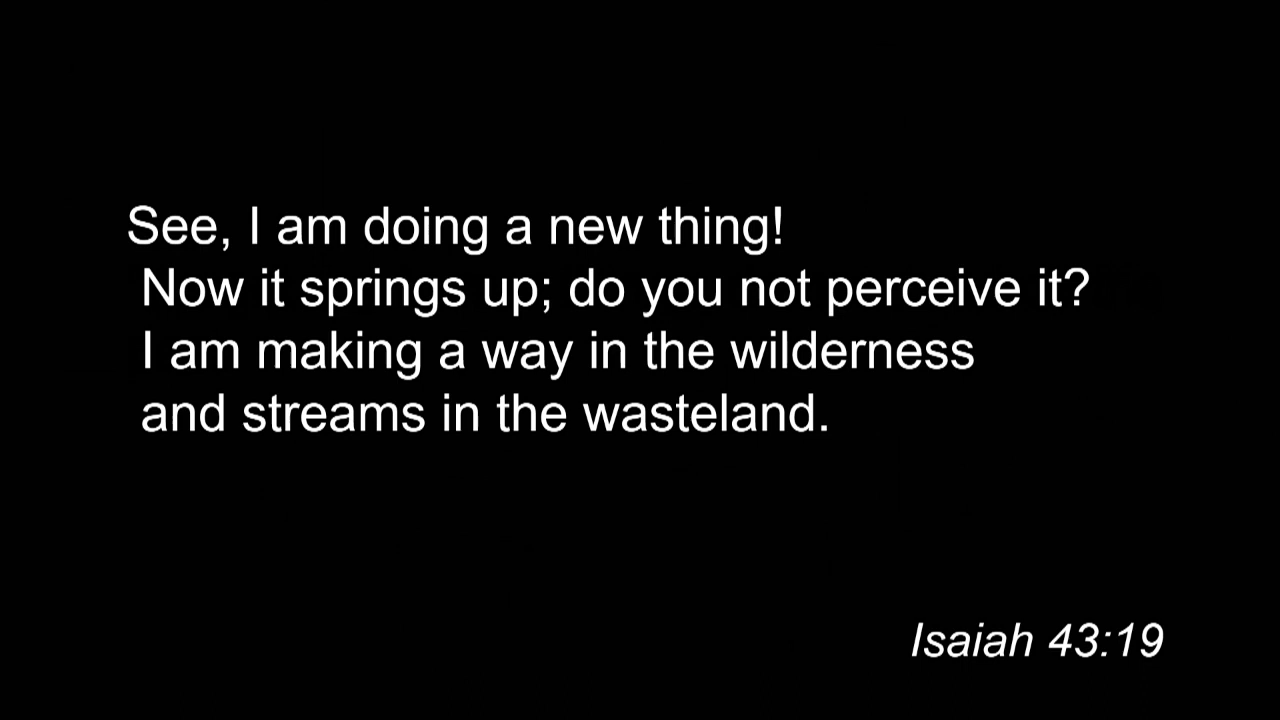 See, I am doing a new thing!
Now it springs up; do you not perceive it?
I am making a way in the wilderness
and streams in the wasteland.
Isaiah 43:19